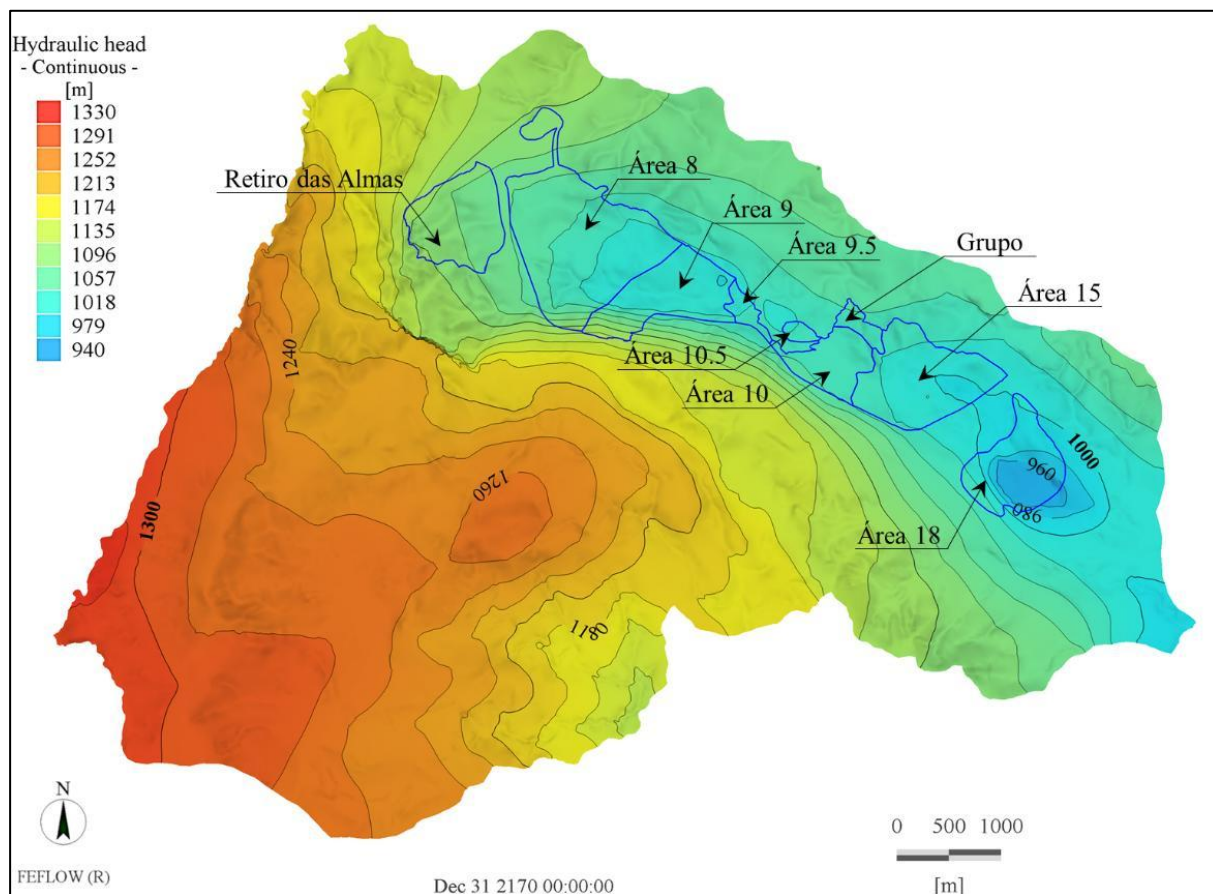 Hydraulic head
- Continuous -
[m]
1330
1291
1252
1213
1174
1135
1096
1057
1018
979
940
Retiro das Almas
Área 8
Área 9
Área 9.5
Grupo
Área 15
Área 10.5
Área 10
Área 18
1240
1260
1300
1180
1000
960
980
N
FEFLOW (R)
Dec 31 2170 00:00:00
0 500 1000
[m]